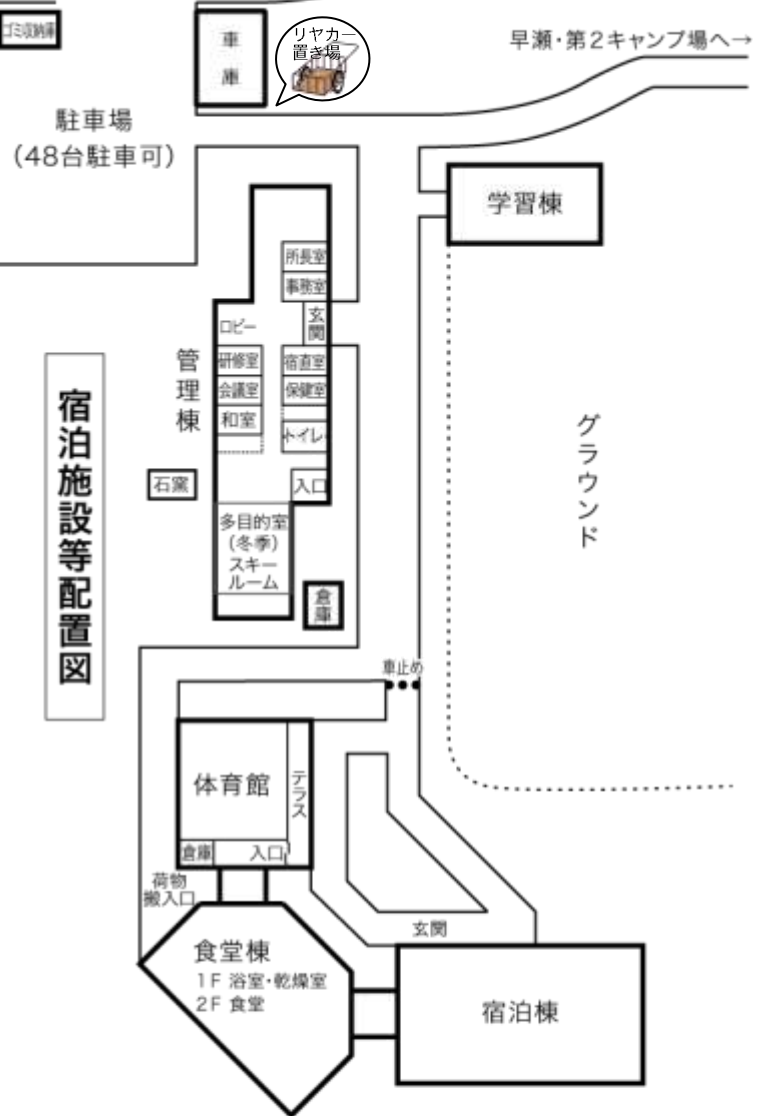 ゴミ収納庫
車庫
リヤカー
置き場
早瀬・第2キャンプ場へ→
駐車場
（48台駐車可）
学習棟
所長室
事務室
玄関
ロビー
研修室
宿直室
会議室
保健室
和室
トイレ
入口
管理棟
石窯
多目的室
（冬季）
スキー
ルーム
倉庫
グラウンド
宿泊施設等配置図
車止め
体育館
テラス
倉庫
入口
荷物
搬入口
玄関
食堂棟
1F 浴室・乾燥室
2F 食堂
宿泊棟